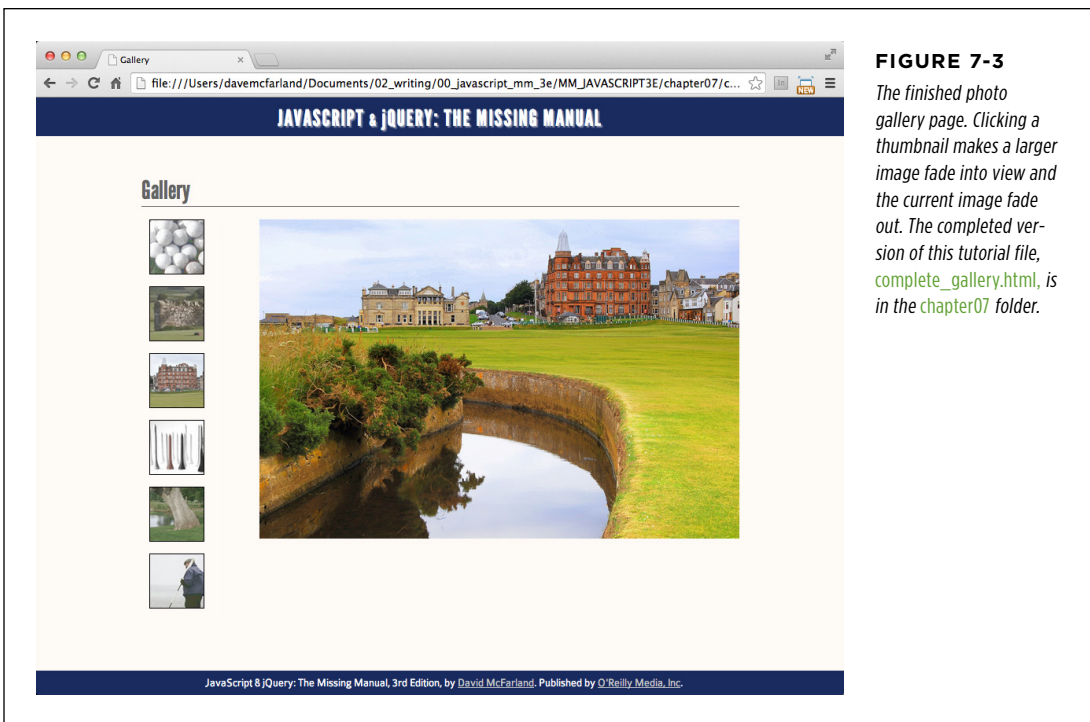 Gallery
file:///Users/davemcfarland/Documents/02_writing/00_javascript_mm_3e/MM_JAVASCRIPT3E/chapter07/c...
NEW
JAVASCRIPT & jQUERY: THE MISSING MANUAL
Gallery
JavaScript & jQuery: The Missing Manual, 3rd Edition, by David McFarland. Published by O'Reilly Media, Inc.
FIGURE 7-3
The finished photo
gallery page. Clicking a
thumbnail makes a larger
image fade into view and
the current image fade
out. The completed ver-
sion of this tutorial file,
complete_gallery.html, is
in the chapter07 folder.